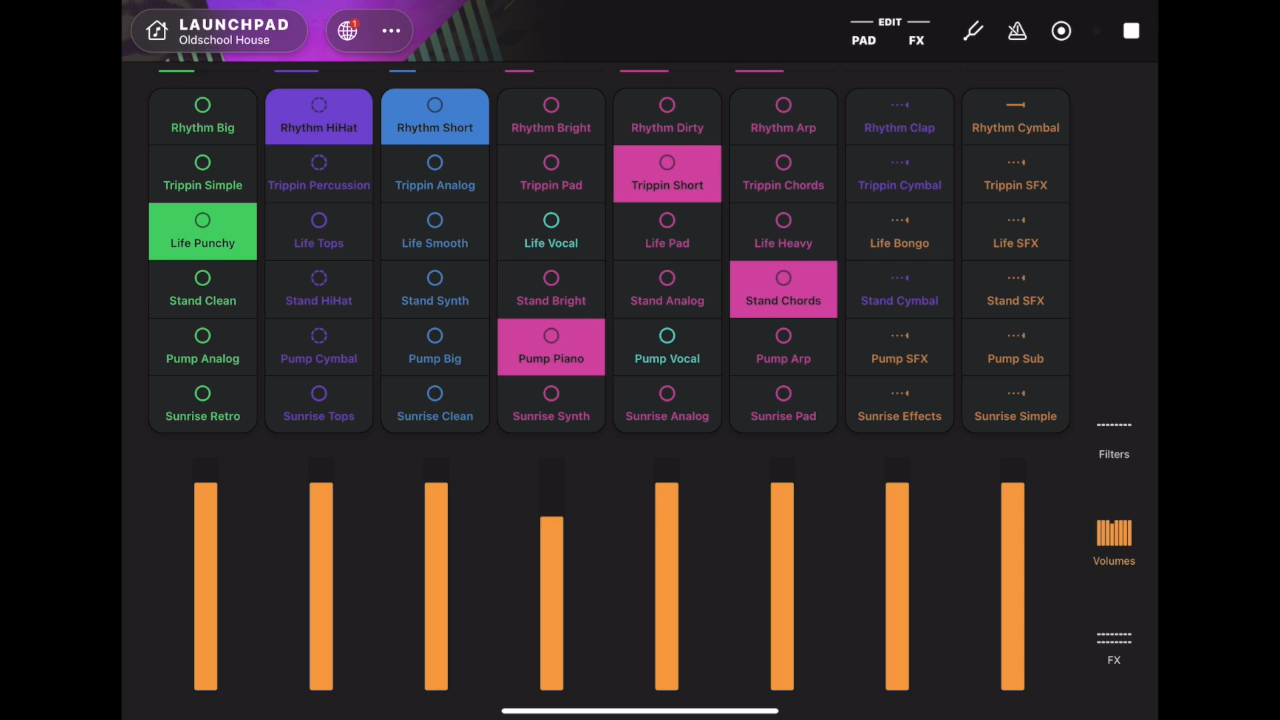 LAUNCHPAD
Oldschool House
1
EDIT
PAD FX
Rhythm Big Rhythm HiHat Rhythm Short Rhythm Bright Rhythm Dirty Rhythm Arp Rhythm Clap Rhythm Cymbal
Trippin Simple Trippin Percussion Trippin Analog Trippin Pad Trippin Short Trippin Chords Trippin Cymbal Trippin SFX
Life Punchy Life Tops Life Smooth Life Vocal Life Pad Life Heavy Life Bongo Life SFX
Stand Clean Stand HiHat Stand Synth Stand Bright Stand Analog Stand Chords Stand Cymbal Stand SFX
Pump Analog Pump Cymbal Pump Big Pump Piano Pump Vocal Pump Arp Pump SFX Pump Sub
Sunrise Retro Sunrise Tops Sunrise Clean Sunrise Synth Sunrise Analog Sunrise Pad Sunrise Effects Sunrise Simple
Filters
Volumes
FX